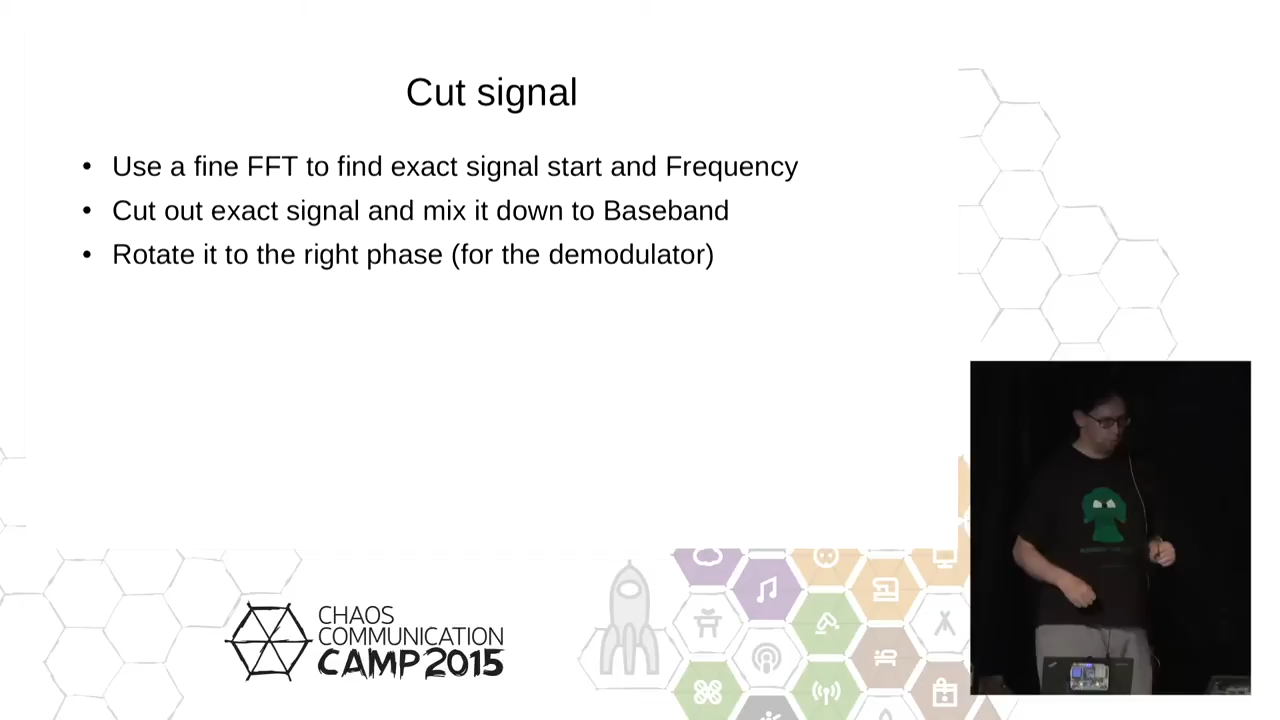 Cut signal
• Use a fine FFT to find exact signal start and Frequency
• Cut out exact signal and mix it down to Baseband
• Rotate it to the right phase (for the demodulator)
CHAOS
COMMUNICATION
CAMP 2015